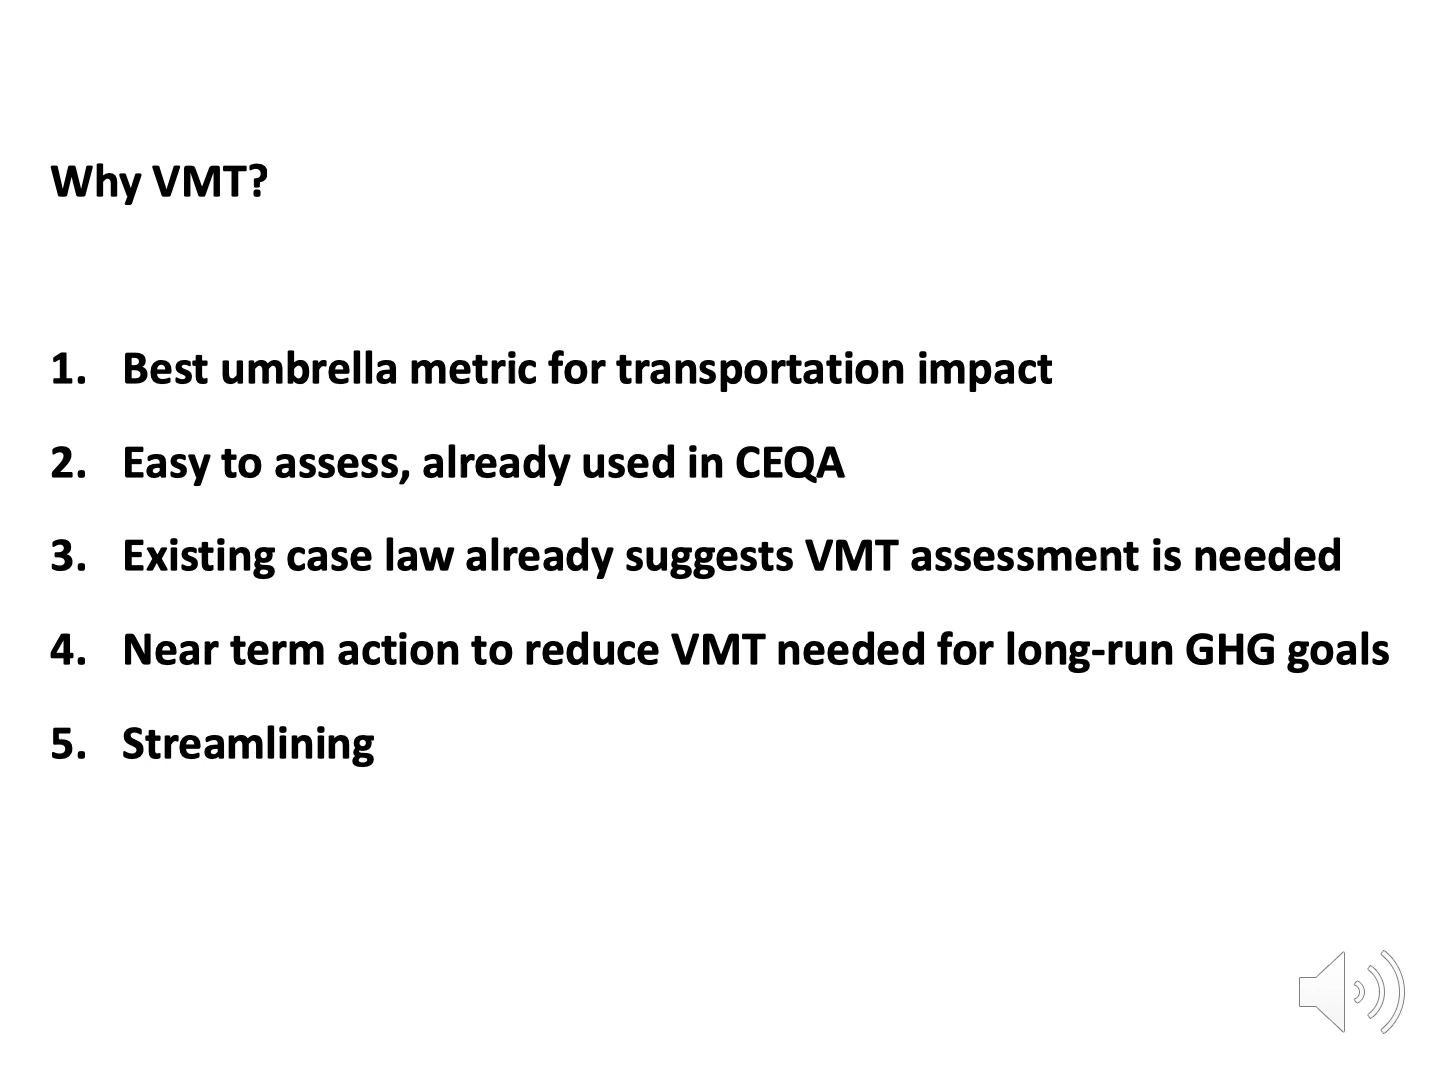 Why VMT?
1. Best umbrella metric for transportation impact
2. Easy to assess, already used in CEQA
3. Existing case law already suggests VMT assessment is needed
4. Near term action to reduce VMT needed for long-run GHG goals
5. Streamlining